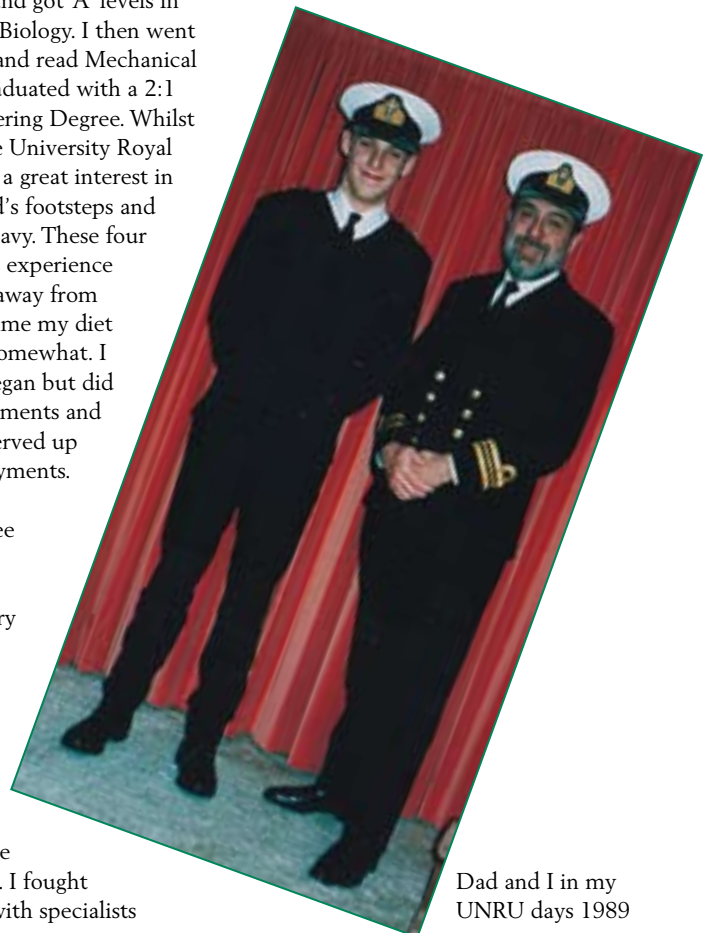 and got 'A' levels in
Biology. I then went
and read Mechanical
aduated with a 2:1
ering Degree. Whilst
e University Royal
a great interest in
d's footsteps and
avy. These four
experience
away from
me my diet
omewhat. I
egan but did
ments and
erved up
yments.
ee
ry
e
. I fought
with specialists
Dad and I in my
UNRU days 1989